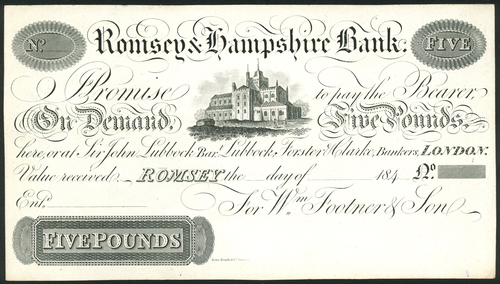 No.
Romsey & Hampshire Bank.
FIVE
I Promise to pay the Bearer
On Demand, Five Pounds,
here, or at Sir John Lubbock Bart. Lubbock, Forster & Clarke, Bankers, LONDON.
Value received ROMSEY the day of 184 No.
Entd.
For Wm. Footner & Son
FIVE POUNDS